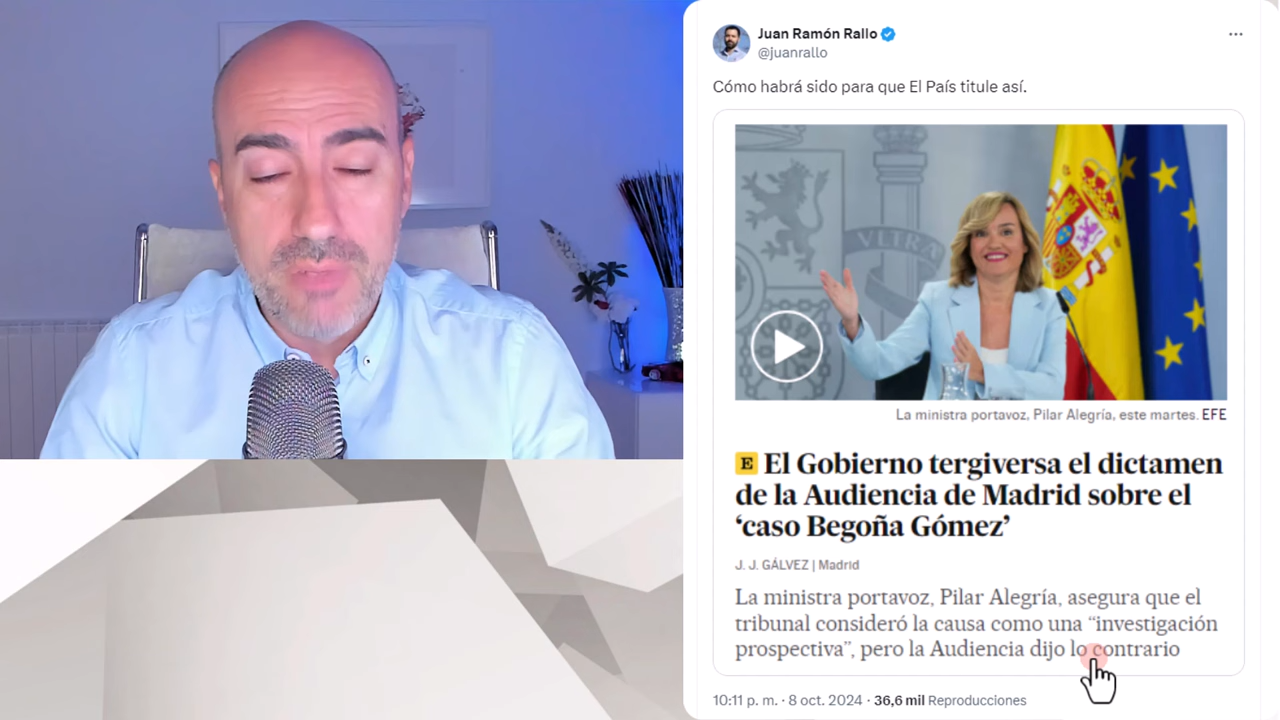 Juan Ramón Rallo
@juanrallo
Cómo habrá sido para que El País titule así.
VLTRA
La ministra portavoz, Pilar Alegría, este martes. EFE
E El Gobierno tergiversa el dictamen
de la Audiencia de Madrid sobre el
‘caso Begoña Gómez’
J. J. GÁLVEZ | Madrid
La ministra portavoz, Pilar Alegría, asegura que el
tribunal consideró la causa como una “investigación
prospectiva”, pero la Audiencia dijo lo contrario
10:11 p. m. · 8 oct. 2024 · 36,6 mil Reproducciones